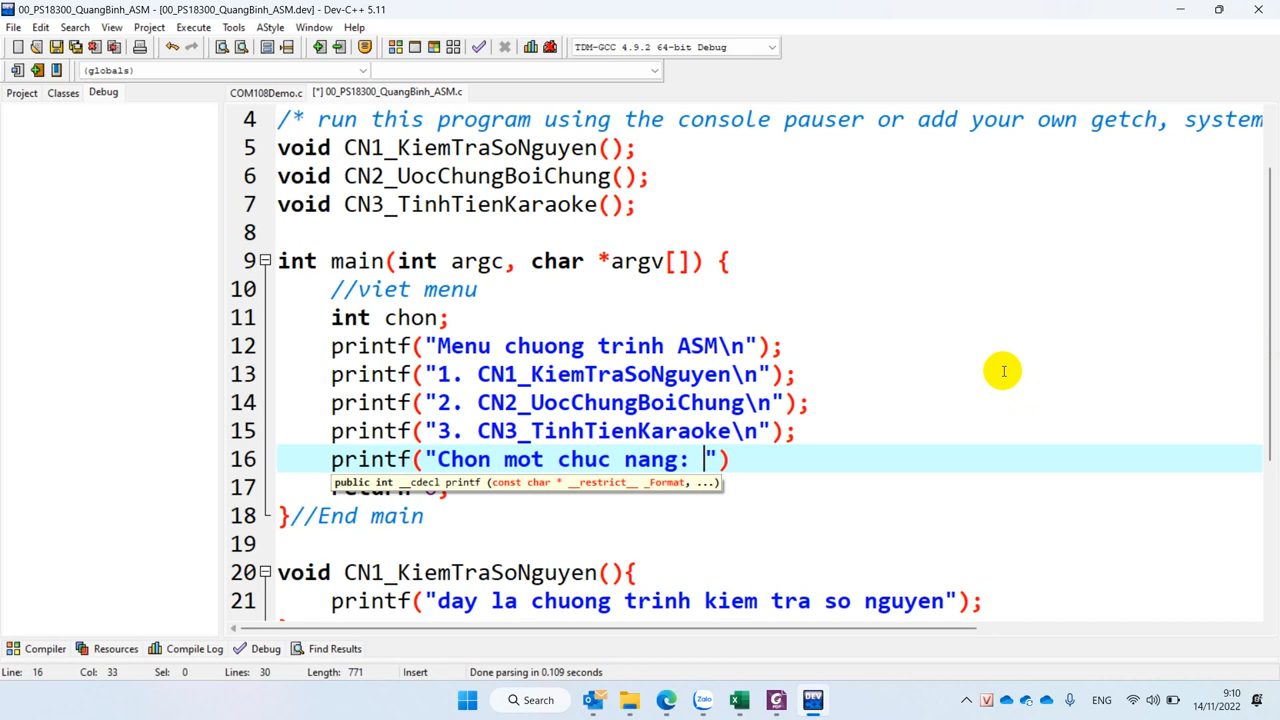 00_PS18300_QuangBinh_ASM - [00_PS18300_QuangBinh_ASM.dev] - Dev-C++ 5.11
File Edit Search View Project Execute Tools AStyle Window Help
TDM-GCC 4.9.2 64-bit Debug
(globals)
Project Classes Debug COM108Demo.c [*] 00_PS18300_QuangBinh_ASM.c
4 /* run this program using the console pauser or add your own getch, system
5 void CN1_KiemTraSoNguyen();
6 void CN2_UocChungBoiChung();
7 void CN3_TinhTienKaraoke();
8
9 int main(int argc, char *argv[]) {
10 //viet menu
11 int chon;
12 printf("Menu chuong trinh ASM\n");
13 printf("1. CN1_KiemTraSoNguyen\n");
14 printf("2. CN2_UocChungBoiChung\n");
15 printf("3. CN3_TinhTienKaraoke\n");
16 printf("Chon mot chuc nang: ")
public int __cdecl printf (const char * __restrict__ _Format, ...)
17
18 }//End main
19
20 void CN1_KiemTraSoNguyen(){
21 printf("day la chuong trinh kiem tra so nguyen");
Compiler Resources Compile Log Debug Find Results
Line: 16 Col: 33 Sel: 0 Lines: 30 Length: 771 Insert Done parsing in 0.109 seconds
Search Zalo PDF DEV ENG 9:10
14/11/2022